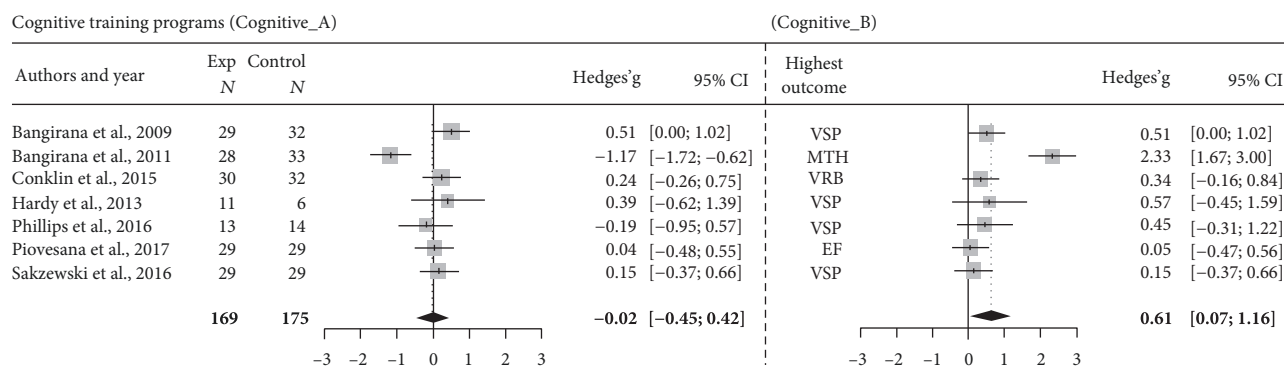 Cognitive training programs (Cognitive_A) (Cognitive_B)
Authors and year Exp N Control N Hedges'g 95% CI Highest outcome Hedges'g 95% CI
Bangirana et al., 2009 29 32 0.51 [0.00; 1.02] VSP 0.51 [0.00; 1.02]
Bangirana et al., 2011 28 33 −1.17 [−1.72; −0.62] MTH 2.33 [1.67; 3.00]
Conklin et al., 2015 30 32 0.24 [−0.26; 0.75] VRB 0.34 [−0.16; 0.84]
Hardy et al., 2013 11 6 0.39 [−0.62; 1.39] VSP 0.57 [−0.45; 1.59]
Phillips et al., 2016 13 14 −0.19 [−0.95; 0.57] VSP 0.45 [−0.31; 1.22]
Piovesana et al., 2017 29 29 0.04 [−0.48; 0.55] EF 0.05 [−0.47; 0.56]
Sakzewski et al., 2016 29 29 0.15 [−0.37; 0.66] VSP 0.15 [−0.37; 0.66]
169 175 −0.02 [−0.45; 0.42] 0.61 [0.07; 1.16]
−3 −2 −1 0 1 2 3 −3 −2 −1 0 1 2 3